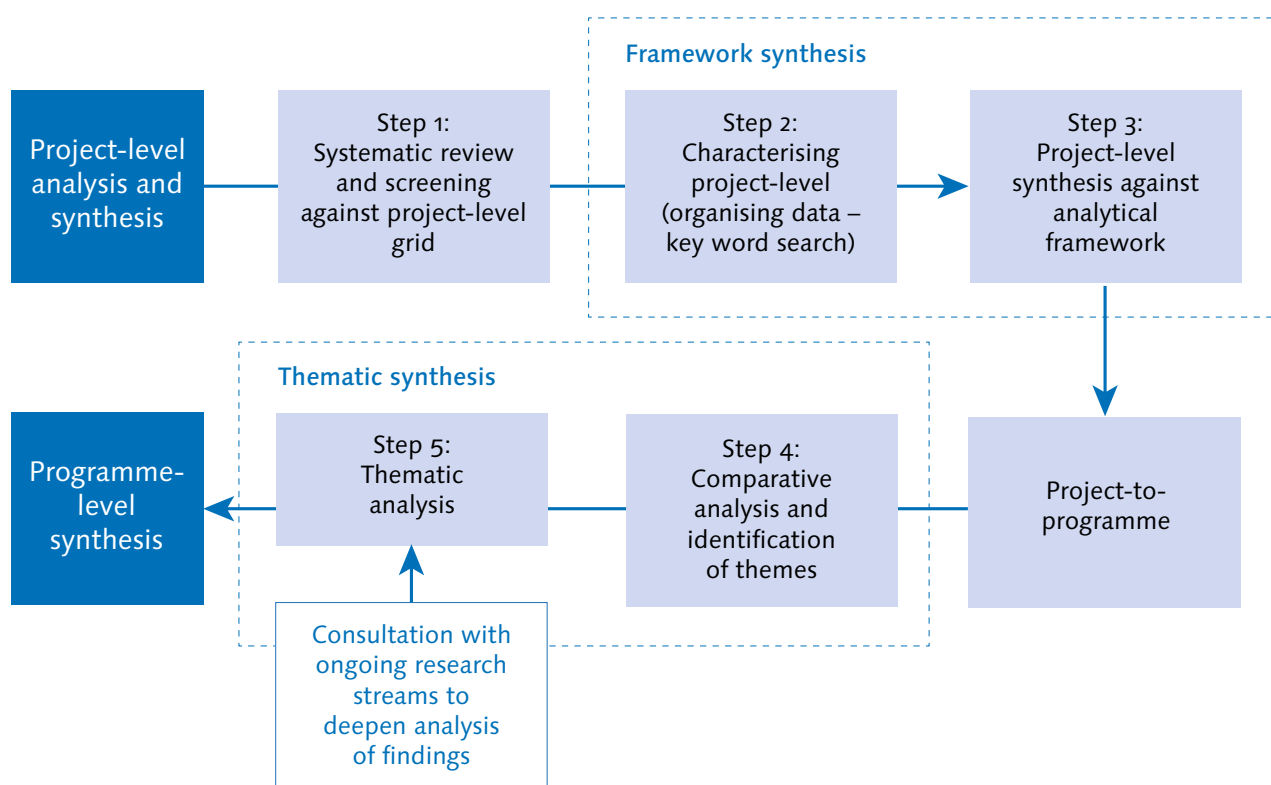 Framework synthesis
Project-level
analysis and
synthesis
Step 1:
Systematic review
and screening
against project-level
grid
Step 2:
Characterising
project-level
(organising data –
key word search)
Step 3:
Project-level
synthesis against
analytical
framework
Thematic synthesis
Programme-
level
synthesis
Step 5:
Thematic
analysis
Step 4:
Comparative
analysis and
identification
of themes
Project-to-
programme
Consultation with
ongoing research
streams to
deepen analysis
of findings